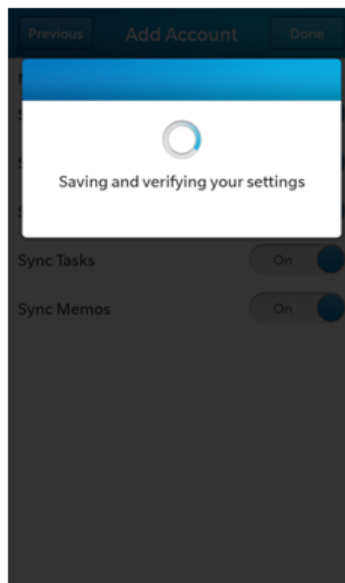 Previous Add Account Done
Saving and verifying your settings
Sync Tasks On
Sync Memos On